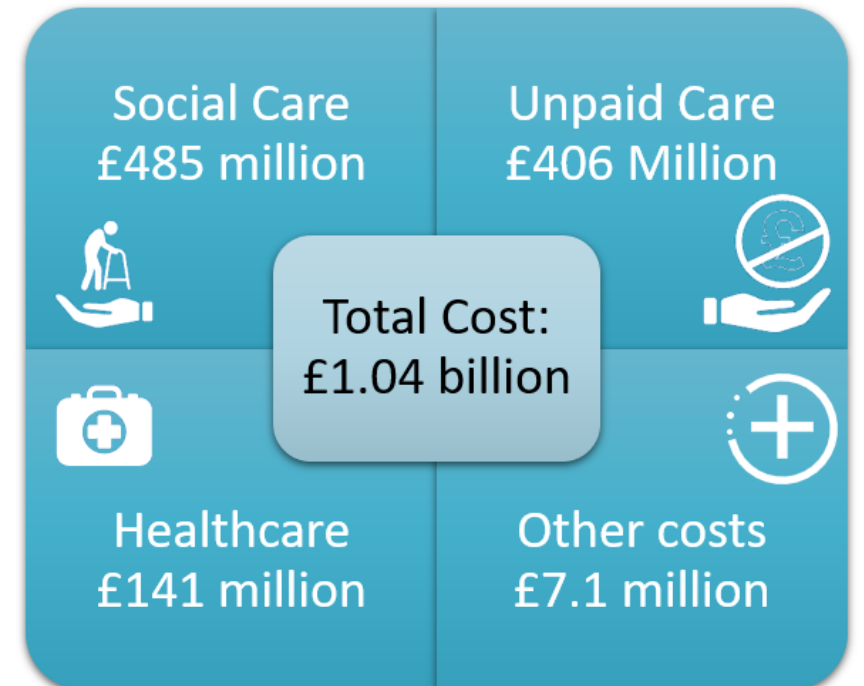 Social Care
£485 million
Unpaid Care
£406 Million
£
Total Cost:
£1.04 billion
Healthcare
£141 million
Other costs
£7.1 million